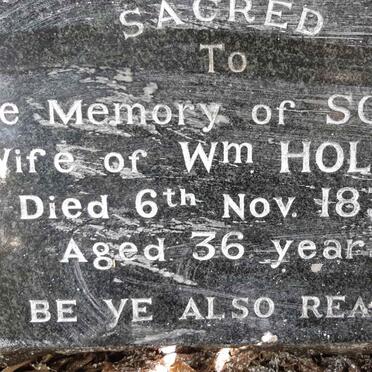 SACRED
To
e Memory of SO
Wife of Wm HOL
Died 6th Nov. 18
Aged 36 year
BE YE ALSO REA